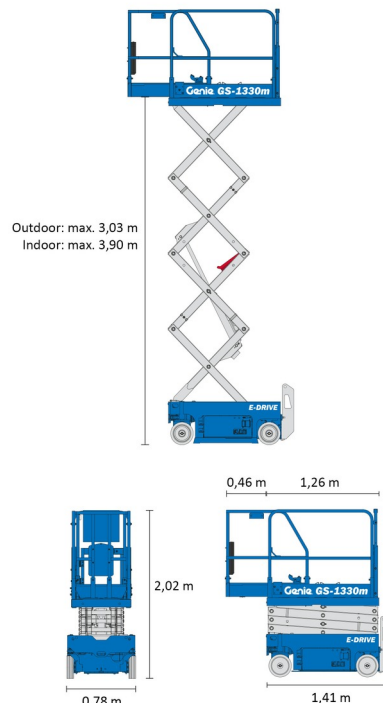 Genie GS-1330m
Outdoor: max. 3,03 m
Indoor: max. 3,90 m
E-DRIVE
0,46 m
1,26 m
2,02 m
Genie GS-1330m
E-DRIVE
0,78 m
1,41 m